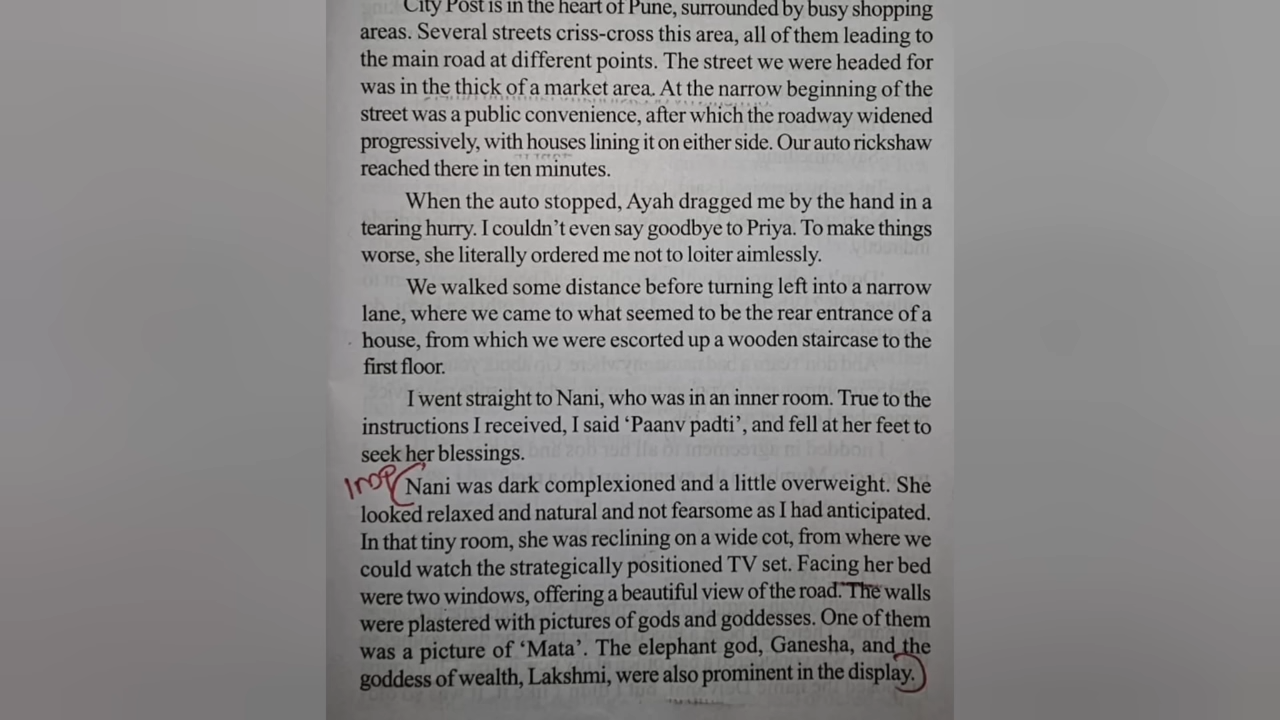 City Post is in the heart of Pune, surrounded by busy shopping
areas. Several streets criss-cross this area, all of them leading to
the main road at different points. The street we were headed for
was in the thick of a market area. At the narrow beginning of the
street was a public convenience, after which the roadway widened
progressively, with houses lining it on either side. Our auto rickshaw
reached there in ten minutes.
When the auto stopped, Ayah dragged me by the hand in a
tearing hurry. I couldn’t even say goodbye to Priya. To make things
worse, she literally ordered me not to loiter aimlessly.
We walked some distance before turning left into a narrow
lane, where we came to what seemed to be the rear entrance of a
house, from which we were escorted up a wooden staircase to the
first floor.
I went straight to Nani, who was in an inner room. True to the
instructions I received, I said ‘Paanv padti’, and fell at her feet to
seek her blessings.
Imp
Nani was dark complexioned and a little overweight. She
looked relaxed and natural and not fearsome as I had anticipated.
In that tiny room, she was reclining on a wide cot, from where we
could watch the strategically positioned TV set. Facing her bed
were two windows, offering a beautiful view of the road. The walls
were plastered with pictures of gods and goddesses. One of them
was a picture of ‘Mata’. The elephant god, Ganesha, and the
goddess of wealth, Lakshmi, were also prominent in the display.